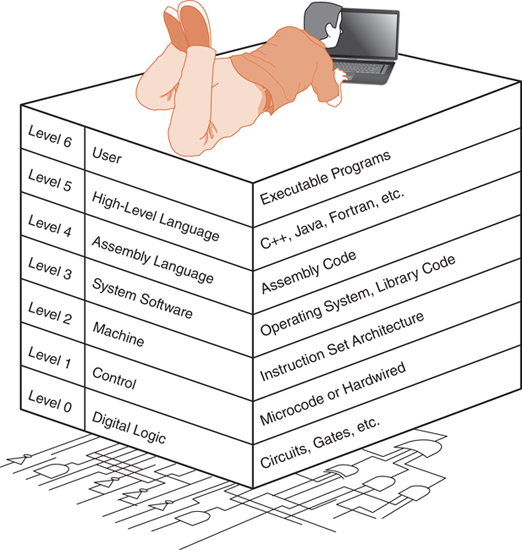 Level 6 User Executable Programs
Level 5 High-Level Language C++, Java, Fortran, etc.
Level 4 Assembly Language Assembly Code
Level 3 System Software Operating System, Library Code
Level 2 Machine Instruction Set Architecture
Level 1 Control Microcode or Hardwired
Level 0 Digital Logic Circuits, Gates, etc.